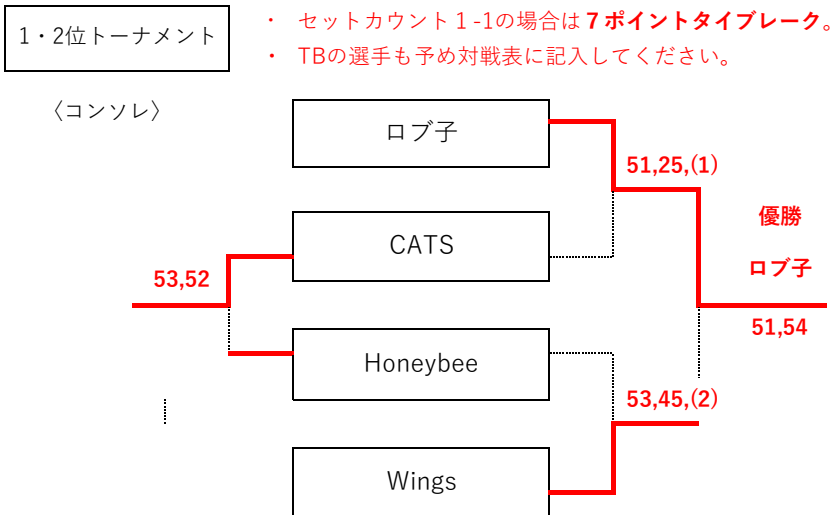 1・2位トーナメント
・ セットカウント１-1の場合は７ポイントタイブレーク。
・ TBの選手も予め対戦表に記入してください。
〈コンソレ〉
ロブ子
51,25,(1)
優勝
CATS
ロブ子
53,52
51,54
Honeybee
53,45,(2)
Wings